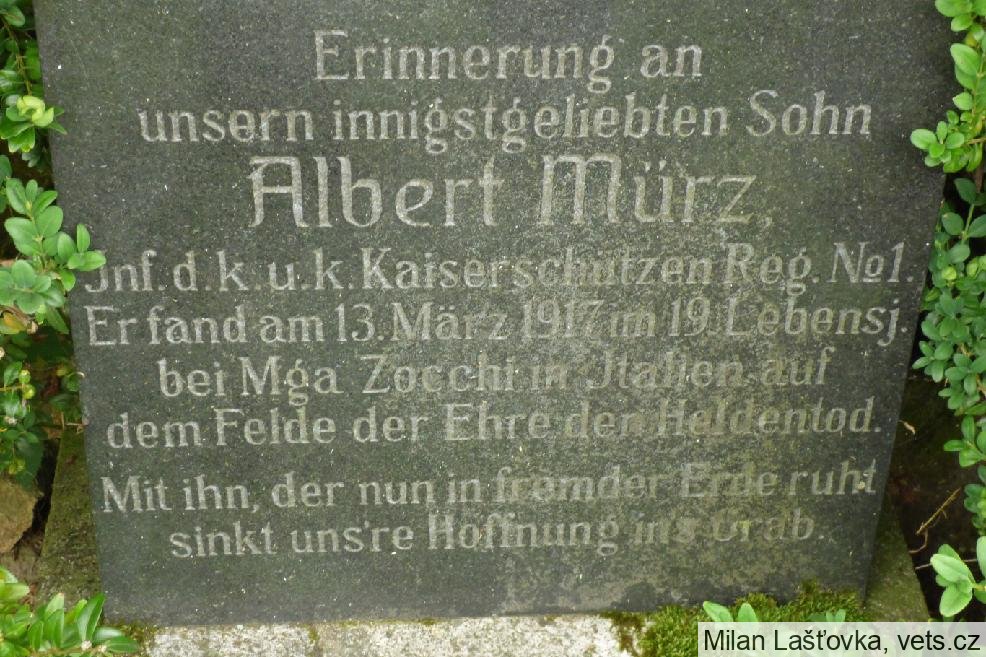 Erinnerung an
unsern innigstgeliebten Sohn
Albert Mürz,
Jnf. d. k. u. k. Kaiserschützen Reg. No 1.
Er fand am 13. März 1917 im 19. Lebensj.
bei Mga Zocchi in Jtalien auf
dem Felde der Ehre den Heldentod.
Mit ihn, der nun in fremder Erde ruht
sinkt uns're Hoffnung in's Grab.
Milan Lašťovka, vets.cz